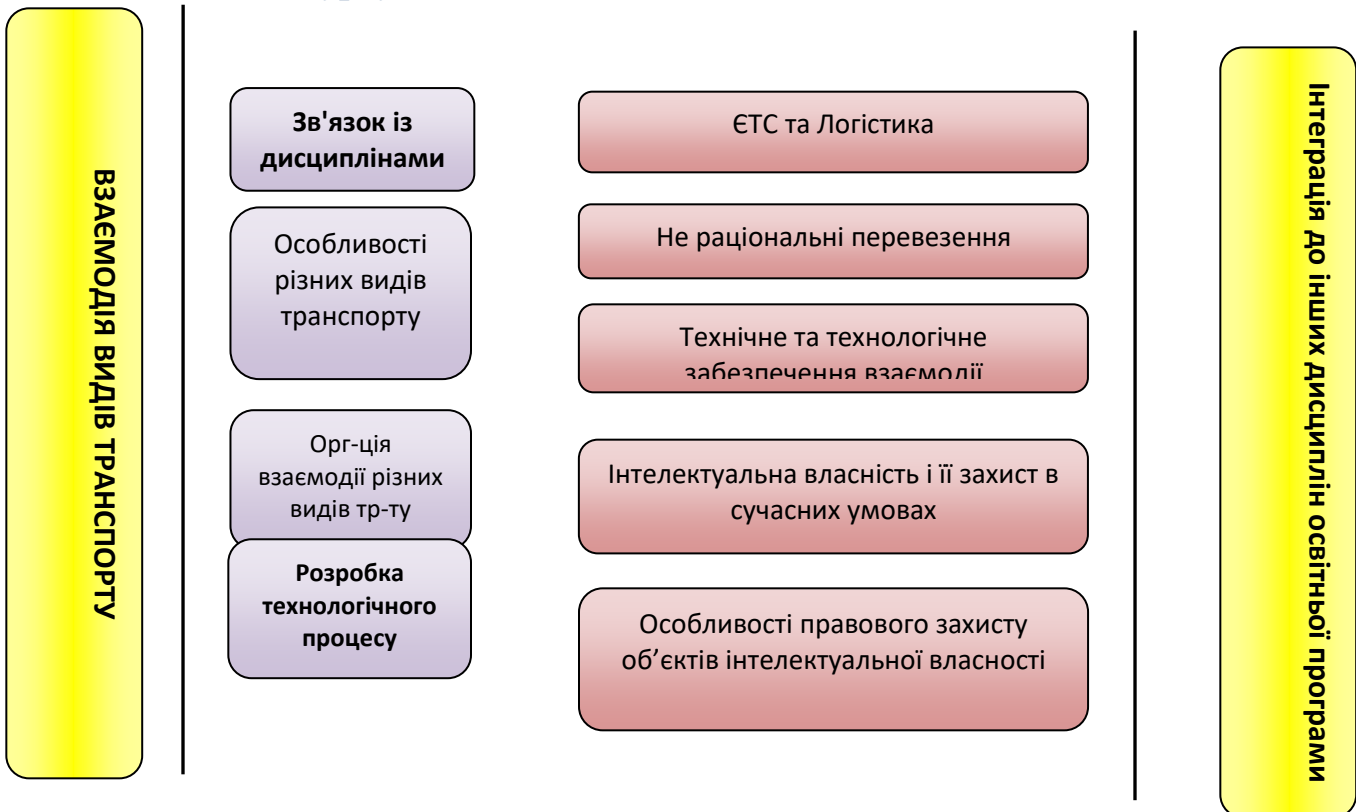 ВЗАЄМОДІЯ ВИДІВ ТРАНСПОРТУ
Зв'язок із
дисциплінами
Особливості
різних видів
транспорту
Орг-ція
взаємодії різних
видів тр-ту
Розробка
технологічного
процесу
ЄТС та Логістика
Не раціональні перевезення
Технічне та технологічне
забезпечення взаємодії
Інтелектуальна власність і її захист в
сучасних умовах
Особливості правового захисту
об’єктів інтелектуальної власності
Інтеграція до інших дисциплін освітньої програми